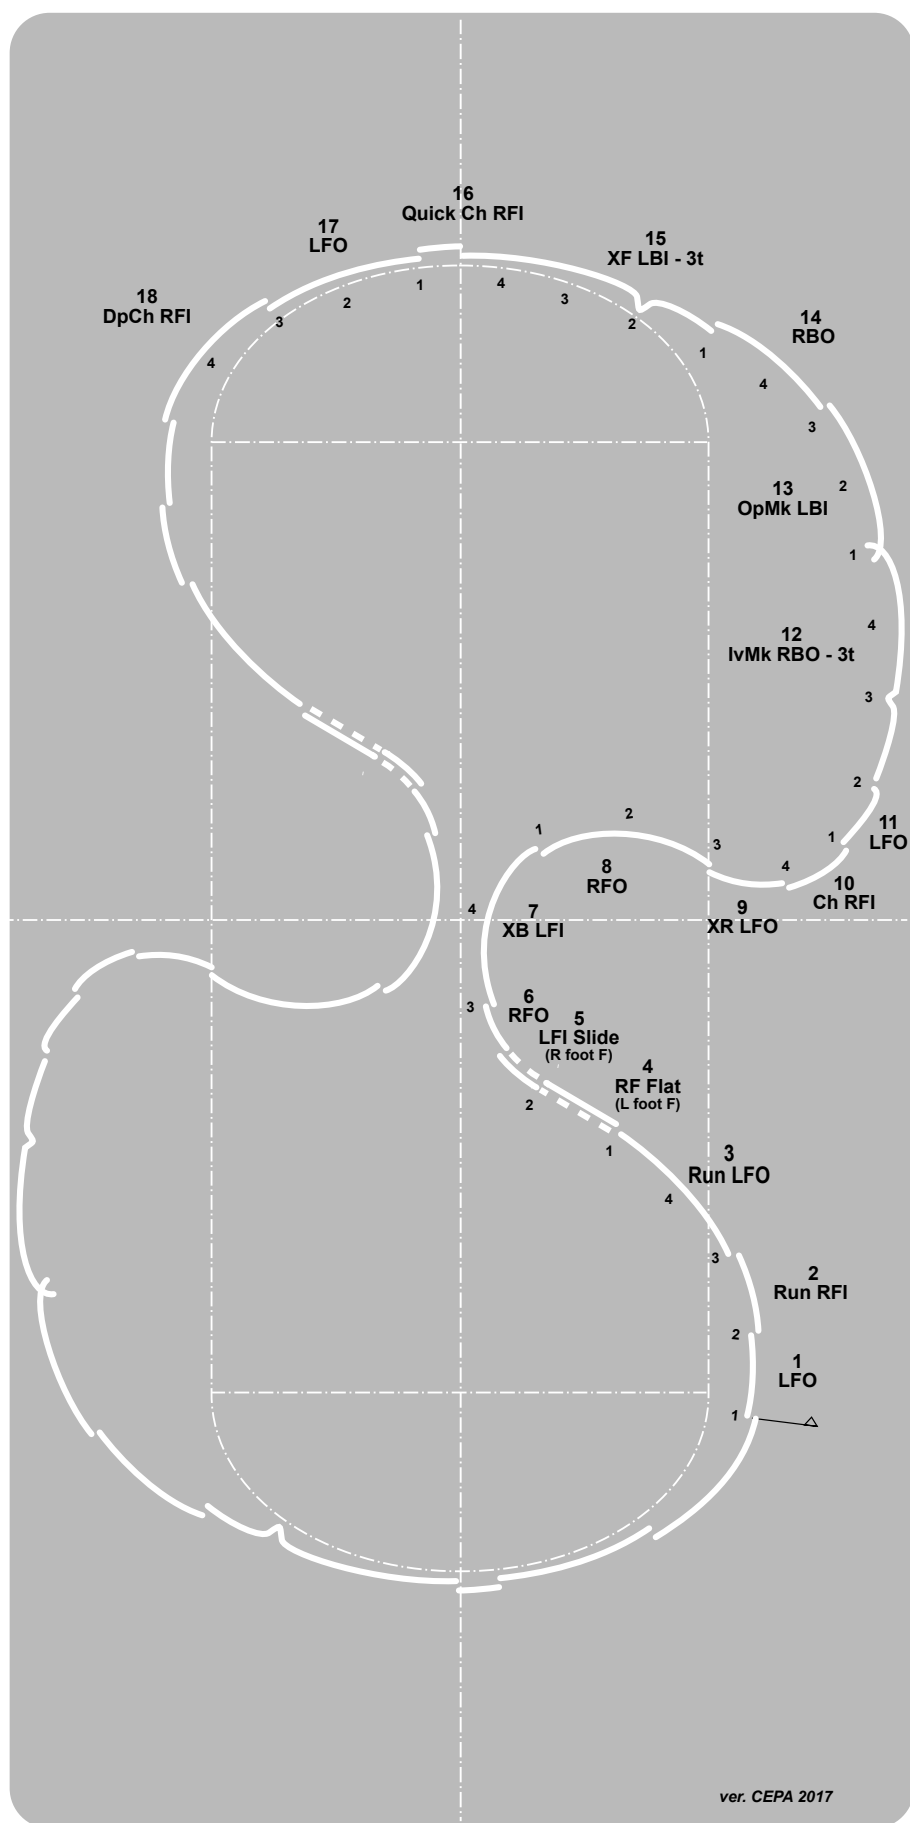 16
Quick Ch RFI
17
LFO
15
XF LBI - 3t
18
DpCh RFI
1
4
3
2
3
2
4
1
14
RBO
4
3
13
OpMk LBI
2
1
12
IvMk RBO - 3t
4
3
2
11
LFO
1
10
Ch RFI
4
9
XR LFO
3
2
8
RFO
1
7
XB LFI
4
6
RFO
3
5
LFI Slide
(R foot F)
2
4
RF Flat
(L foot F)
1
3
Run LFO
4
3
2
Run RFI
2
1
LFO
1
ver. CEPA 2017